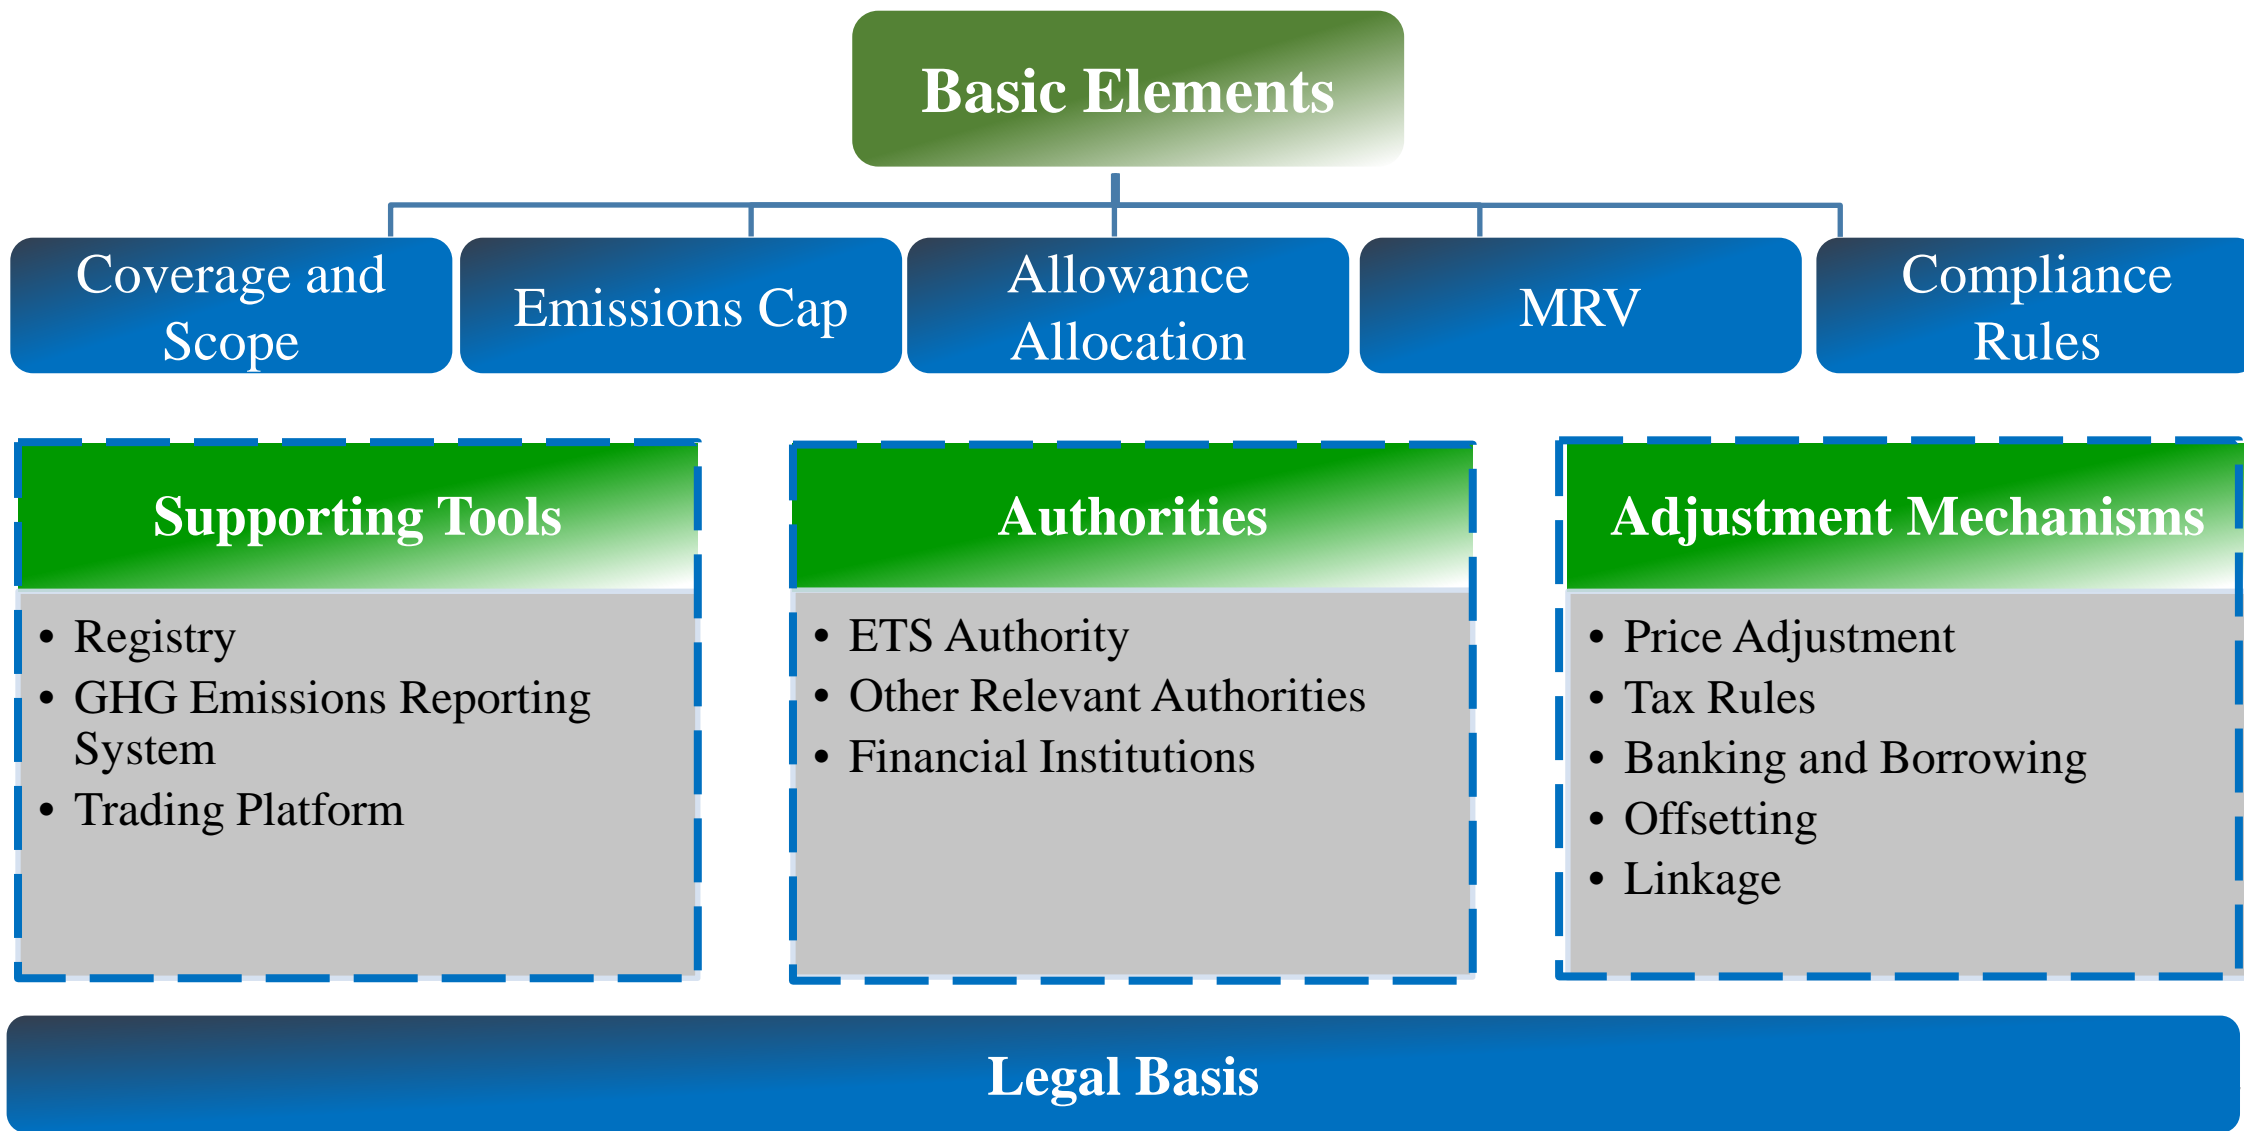 Basic Elements
Coverage and
Scope
Emissions Cap
Allowance
Allocation
MRV
Compliance
Rules
Supporting Tools
• Registry
• GHG Emissions Reporting
System
• Trading Platform
Authorities
• ETS Authority
• Other Relevant Authorities
• Financial Institutions
Adjustment Mechanisms
• Price Adjustment
• Tax Rules
• Banking and Borrowing
• Offsetting
• Linkage
Legal Basis